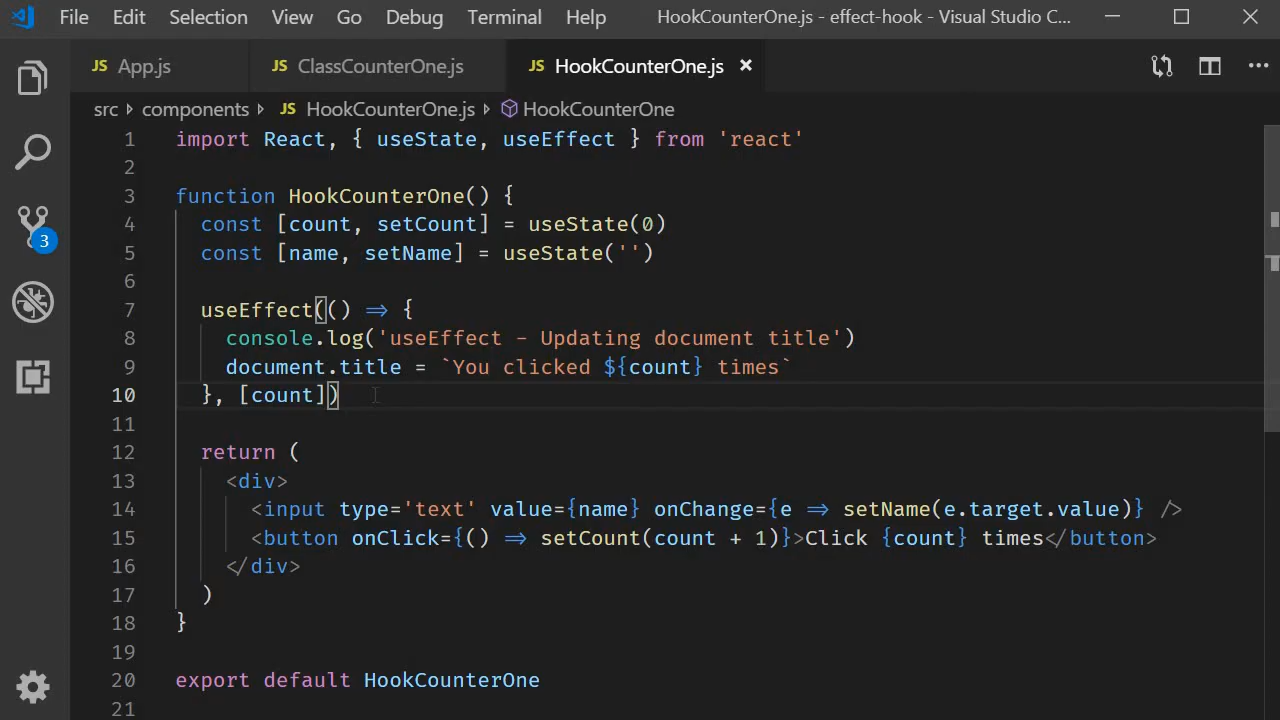 File Edit Selection View Go Debug Terminal Help HookCounterOne.js - effect-hook - Visual Studio C...
JS App.js JS ClassCounterOne.js JS HookCounterOne.js ×
src › components › JS HookCounterOne.js › HookCounterOne
3
1 import React, { useState, useEffect } from 'react'
2
3 function HookCounterOne() {
4 const [count, setCount] = useState(0)
5 const [name, setName] = useState('')
6
7 useEffect(() => {
8 console.log('useEffect - Updating document title')
9 document.title = `You clicked ${count} times`
10 }, [count])
11
12 return (
13 <div>
14 <input type='text' value={name} onChange={e => setName(e.target.value)} />
15 <button onClick={() => setCount(count + 1)}>Click {count} times</button>
16 </div>
17 )
18 }
19
20 export default HookCounterOne
21